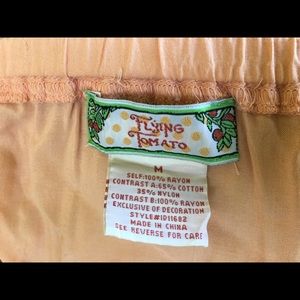 FLYING
TOMATO
M
SELF:100% RAYON
CONTRAST A:65% COTTON
35% NYLON
CONTRAST B:100% RAYON
EXCLUSIVE OF DECORATION
STYLE#ID11682
MADE IN CHINA
SEE REVERSE FOR CARE